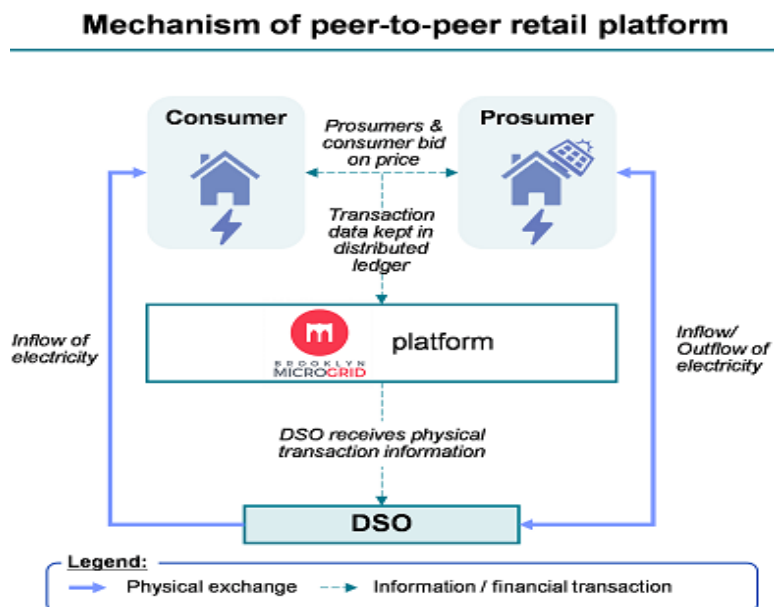 Mechanism of peer-to-peer retail platform
Consumer
Prosumers &
consumer bid
on price
Prosumer
Transaction
data kept in
distributed
ledger
Inflow of
electricity
BROOKLYN
MICROGRID
platform
Inflow/
Outflow of
electricity
DSO receives physical
transaction information
DSO
Legend:
Physical exchange
Information / financial transaction